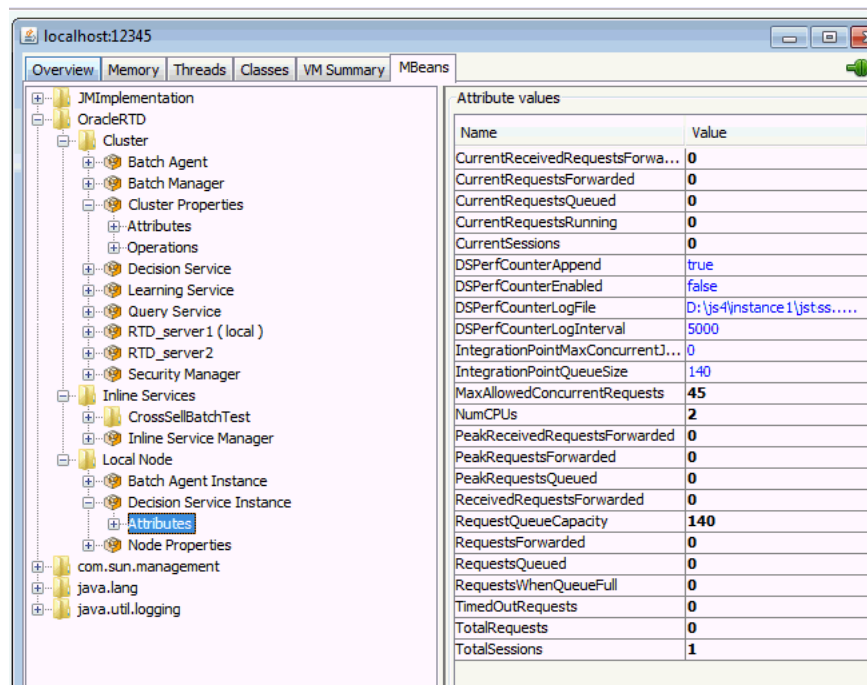 localhost:12345
Overview Memory Threads Classes VM Summary MBeans
JMImplementation
OracleRTD
Cluster
Batch Agent
Batch Manager
Cluster Properties
Attributes
Operations
Decision Service
Learning Service
Query Service
RTD_server1 ( local )
RTD_server2
Security Manager
Inline Services
CrossSellBatchTest
Inline Service Manager
Local Node
Batch Agent Instance
Decision Service Instance
Attributes
Node Properties
com.sun.management
java.lang
java.util.logging
Attribute values
Name Value
CurrentReceivedRequestsForwa... 0
CurrentRequestsForwarded 0
CurrentRequestsQueued 0
CurrentRequestsRunning 0
CurrentSessions 0
DSPerfCounterAppend true
DSPerfCounterEnabled false
DSPerfCounterLogFile D:\js4\instance1\jstss.....
DSPerfCounterLogInterval 5000
IntegrationPointMaxConcurrentJ... 0
IntegrationPointQueueSize 140
MaxAllowedConcurrentRequests 45
NumCPUs 2
PeakReceivedRequestsForwarded 0
PeakRequestsForwarded 0
PeakRequestsQueued 0
ReceivedRequestsForwarded 0
RequestQueueCapacity 140
RequestsForwarded 0
RequestsQueued 0
RequestsWhenQueueFull 0
TimedOutRequests 0
TotalRequests 0
TotalSessions 1